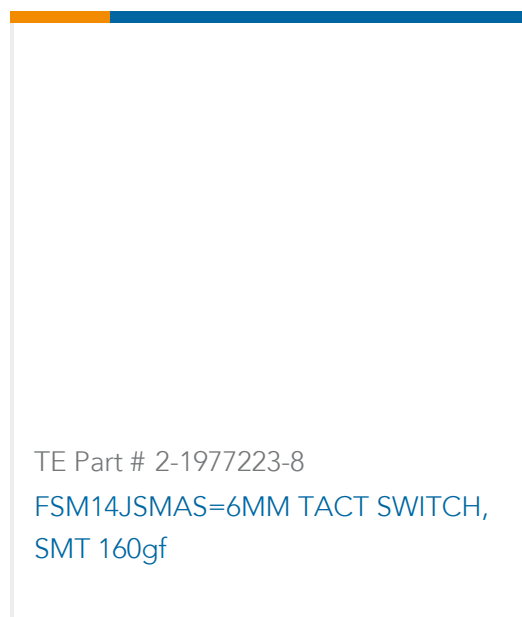 TE Part # 2-1977223-8
FSM14JSMAS=6MM TACT SWITCH,
SMT 160gf